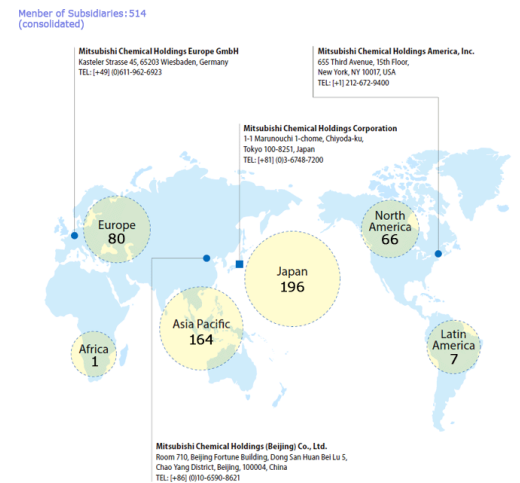 Menber of Subsidiaries:514
(consolidated)
Mitsubishi Chemical Holdings Europe GmbH
Kasteler Strasse 45, 65203 Wiesbaden, Germany
TEL: [+49] (0)611-962-6923
Mitsubishi Chemical Holdings America, Inc.
655 Third Avenue, 15th Floor,
New York, NY 10017, USA
TEL: [+1] 212-672-9400
Mitsubishi Chemical Holdings Corporation
1-1 Marunouchi 1-chome, Chiyoda-ku,
Tokyo 100-8251, Japan
TEL: [+81] (0)3-6748-7200
Europe
80
North
America
66
Japan
196
Asia Pacific
164
Africa
1
Latin
America
7
Mitsubishi Chemical Holdings (Beijing) Co., Ltd.
Room 710, Beijing Fortune Building, Dong San Huan Bei Lu 5,
Chao Yang District, Beijing, 100004, China
TEL: [+86] (0)10-6590-8621